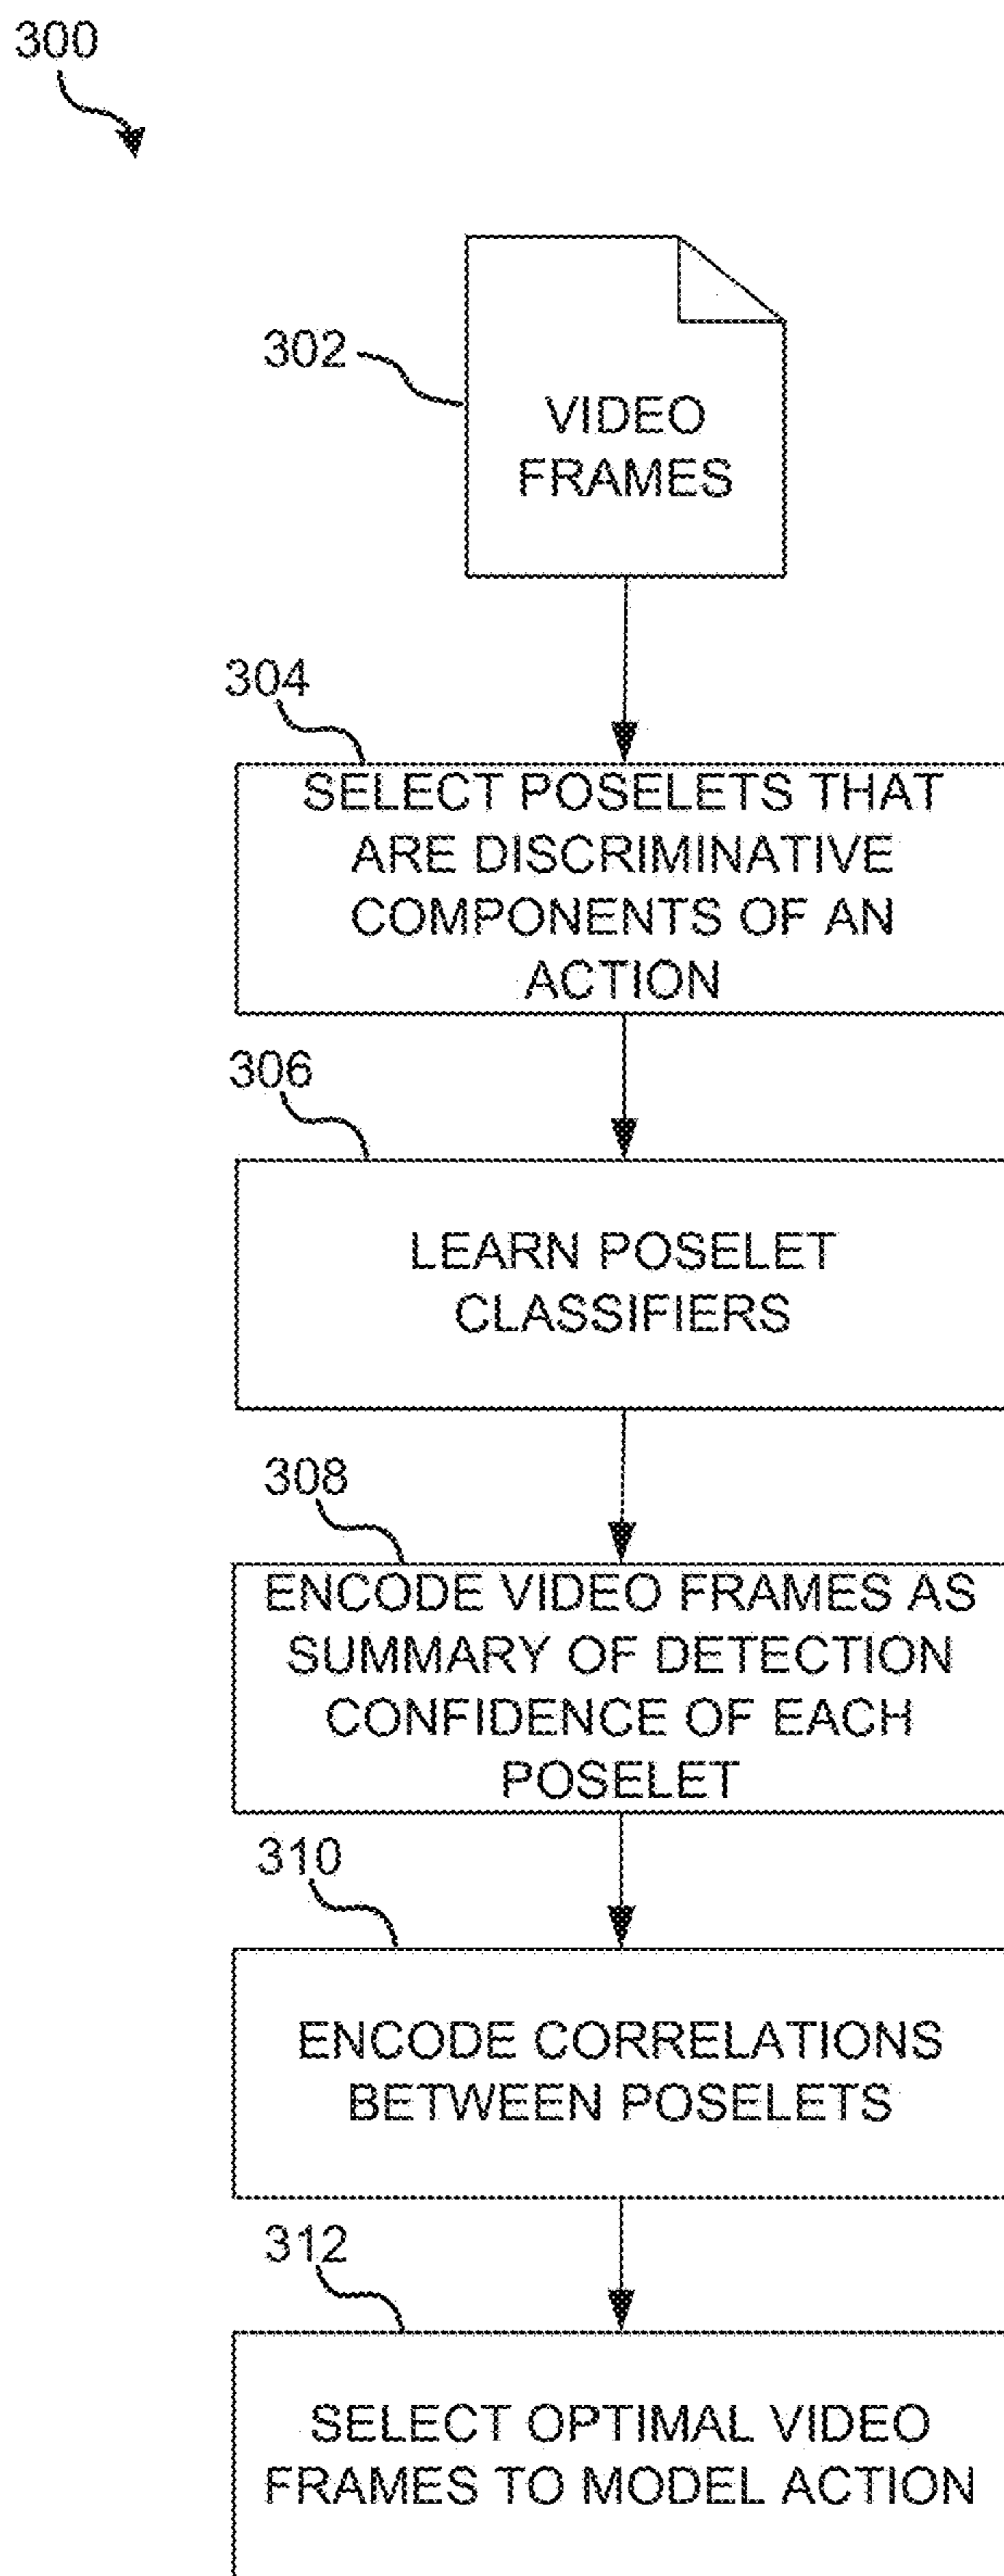 300
302
VIDEO
FRAMES
304
SELECT POSELETS THAT
ARE DISCRIMINATIVE
COMPONENTS OF AN
ACTION
306
LEARN POSELET
CLASSIFIERS
308
ENCODE VIDEO FRAMES AS
SUMMARY OF DETECTION
CONFIDENCE OF EACH
POSELET
310
ENCODE CORRELATIONS
BETWEEN POSELETS
312
SELECT OPTIMAL VIDEO
FRAMES TO MODEL ACTION